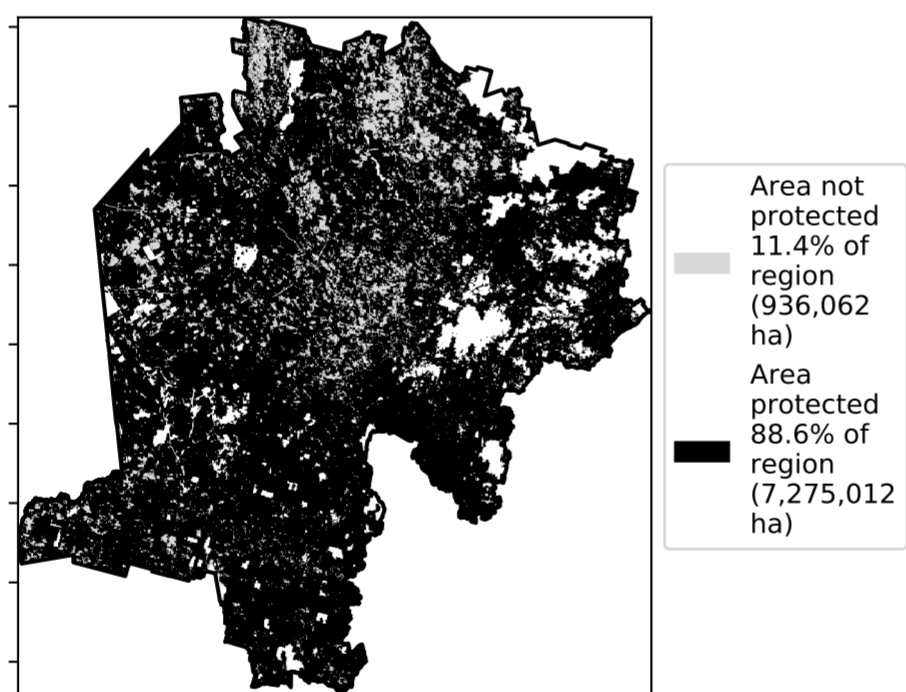 Area not
protected
11.4% of
region
(936,062
ha)
Area
protected
88.6% of
region
(7,275,012
ha)